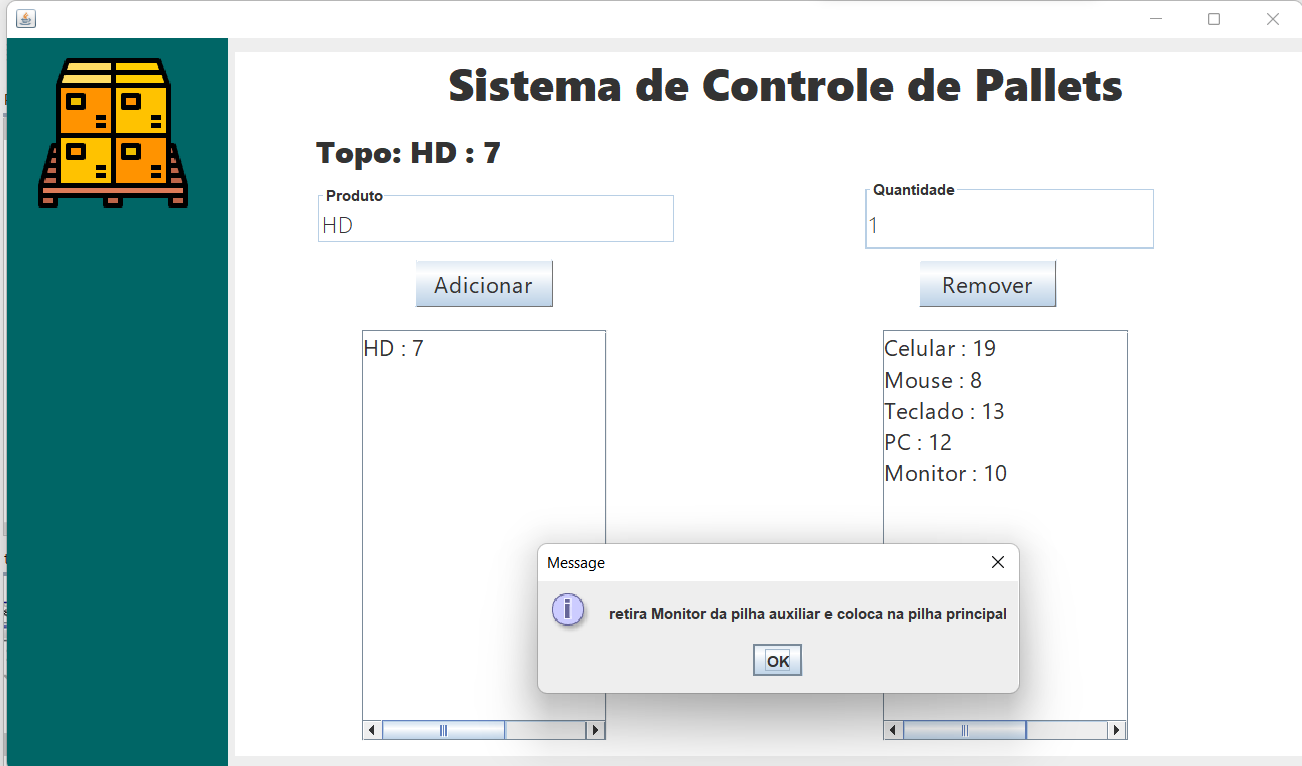 Sistema de Controle de Pallets
Topo: HD : 7
Produto
HD
Quantidade
1
Adicionar
Remover
HD : 7
Celular : 19
Mouse : 8
Teclado : 13
PC : 12
Monitor : 10
Message
retira Monitor da pilha auxiliar e coloca na pilha principal
OK